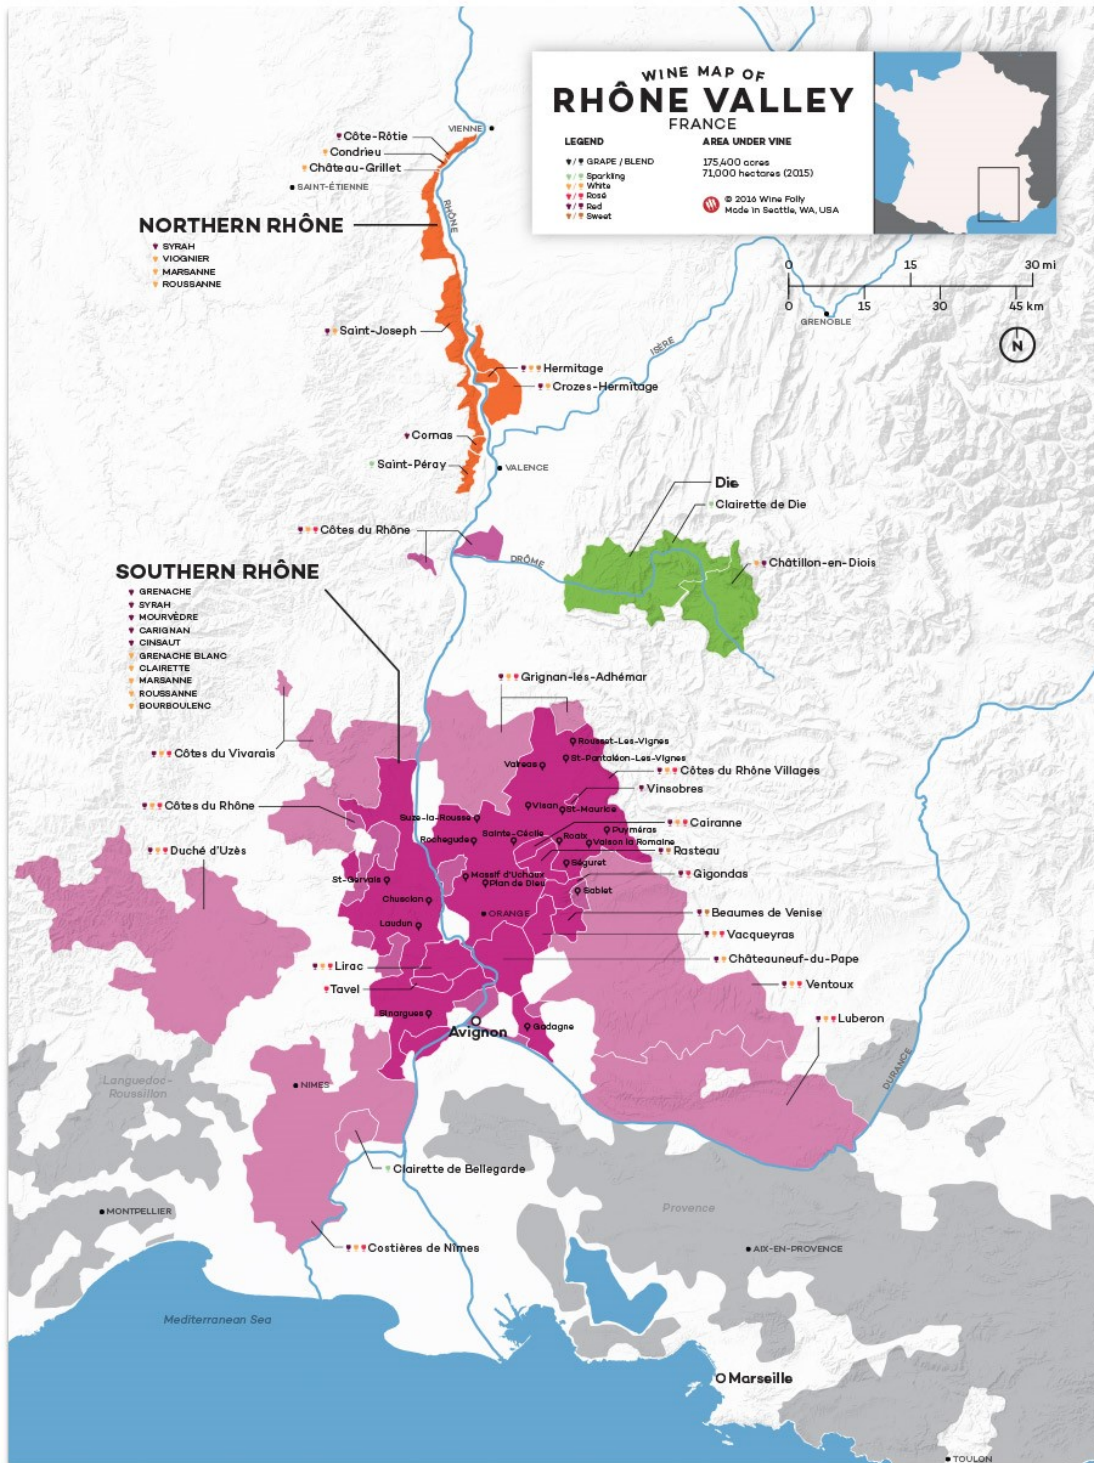 WINE MAP OF
RHÔNE VALLEY
FRANCE
LEGEND
GRAPE / BLEND
Sparkling
White
Rosé
Red
Sweet
AREA UNDER VINE
175,400 acres
71,000 hectares (2015)
© 2016 Wine Folly
Made in Seattle, WA, USA
0 15 30 mi
0 15 30 45 km
N
GRENOBLE
VIENNE
Côte-Rôtie
Condrieu
Château-Grillet
SAINT-ÉTIENNE
RHÔNE
NORTHERN RHÔNE
SYRAH
VIOGNIER
MARSANNE
ROUSSANNE
Saint-Joseph
ISÈRE
Hermitage
Crozes-Hermitage
Cornas
Saint-Péray
VALENCE
Die
Clairette de Die
Côtes du Rhône
DRÔME
Châtillon-en-Diois
SOUTHERN RHÔNE
GRENACHE
SYRAH
MOURVÈDRE
CARIGNAN
CINSAUT
GRENACHE BLANC
CLAIRETTE
MARSANNE
ROUSSANNE
BOURBOULENC
Grignan-les-Adhémar
Rousset-Les-Vignes
Côtes du Vivarais
St-Pantaléon-Les-Vignes
Valreas
Côtes du Rhône Villages
Vinsobres
Côtes du Rhône
Visan
St-Maurice
Suze-la-Rousse
Cairanne
Puyméras
Sainte-Cécile
Rochegude
Roaix
Vaison la Romaine
Duché d'Uzès
Rasteau
Séguret
Gigondas
St-Gervais
Massif d'Uchaux
Plan de Dieu
Sablet
Chusclan
ORANGE
Beaumes de Venise
Laudun
Vacqueyras
Châteauneuf-du-Pape
Lirac
Tavel
Ventoux
Sinargues
Luberon
Gadagne
Avignon
DURANCE
Languedoc-
Roussillon
NIMES
Clairette de Bellegarde
MONTPELLIER
Provence
Costières de Nîmes
AIX-EN-PROVENCE
Mediterranean Sea
Marseille
TOULON